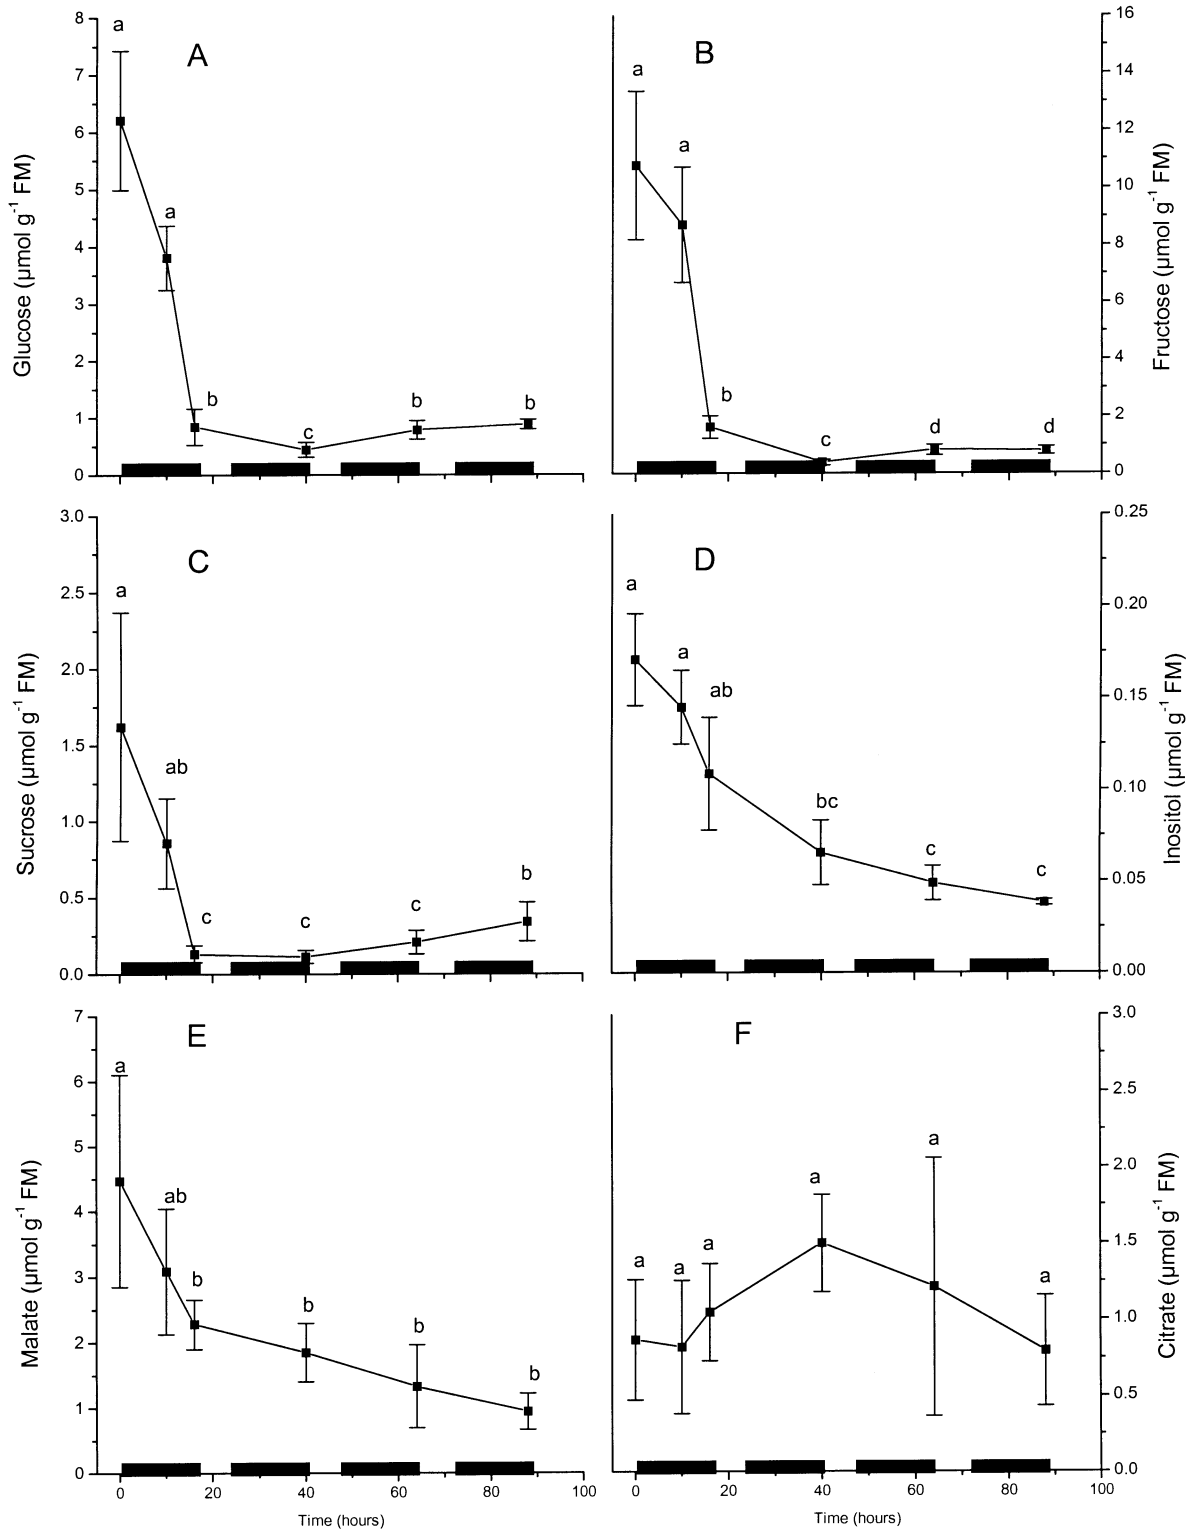 A
B
8
7
6
5
4
3
2
1
0
Glucose (µmol g⁻¹ FM)
a
a
b
c
b
b
16
14
12
10
8
6
4
2
0
Fructose (µmol g⁻¹ FM)
a
a
b
c
d
d
C
D
3.0
2.5
2.0
1.5
1.0
0.5
0.0
Sucrose (µmol g⁻¹ FM)
a
ab
c
c
c
b
0.25
0.20
0.15
0.10
0.05
0.00
Inositol (µmol g⁻¹ FM)
a
a
ab
bc
c
c
E
F
7
6
5
4
3
2
1
0
Malate (µmol g⁻¹ FM)
a
ab
b
b
b
b
0 20 40 60 80 100
Time (hours)
3.0
2.5
2.0
1.5
1.0
0.5
0.0
Citrate (µmol g⁻¹ FM)
a
a
a
a
a
a
0 20 40 60 80 100
Time (hours)